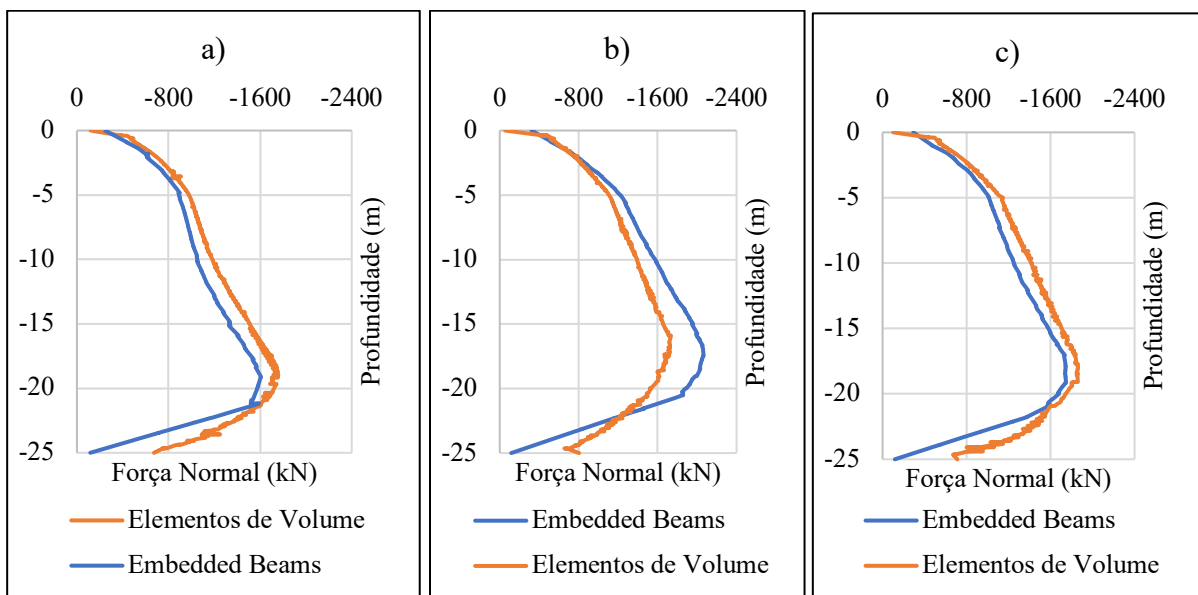 a)
0 -800 -1600 -2400
0
-5
-10
-15
-20
-25
Profundidade (m)
Força Normal (kN)
Elementos de Volume
Embedded Beams
b)
0 -800 -1600 -2400
0
-5
-10
-15
-20
-25
Profundidade (m)
Força Normal (kN)
Embedded Beams
Elementos de Volume
c)
0 -800 -1600 -2400
0
-5
-10
-15
-20
-25
Profundidade (m)
Força Normal (kN)
Embedded Beams
Elementos de Volume